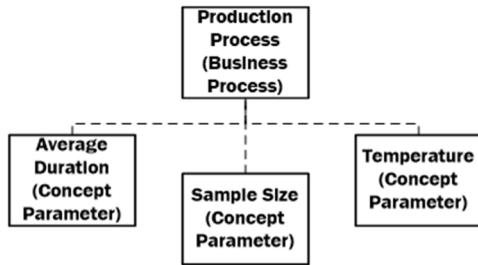 Production
Process
(Business
Process)
Average
Duration
(Concept
Parameter)
Sample Size
(Concept
Parameter)
Temperature
(Concept
Parameter)